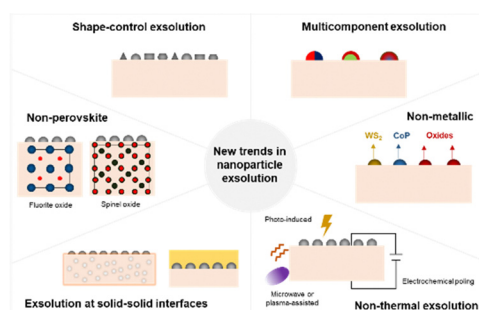 Shape-control exsolution
Multicomponent exsolution
Non-perovskite
Non-metallic
WS₂
CoP
Oxides
New trends in
nanoparticle
exsolution
Fluorite oxide
Spinel oxide
Photo-induced
Electrochemical poling
Microwave or
plasma-assisted
Exsolution at solid-solid interfaces
Non-thermal exsolution